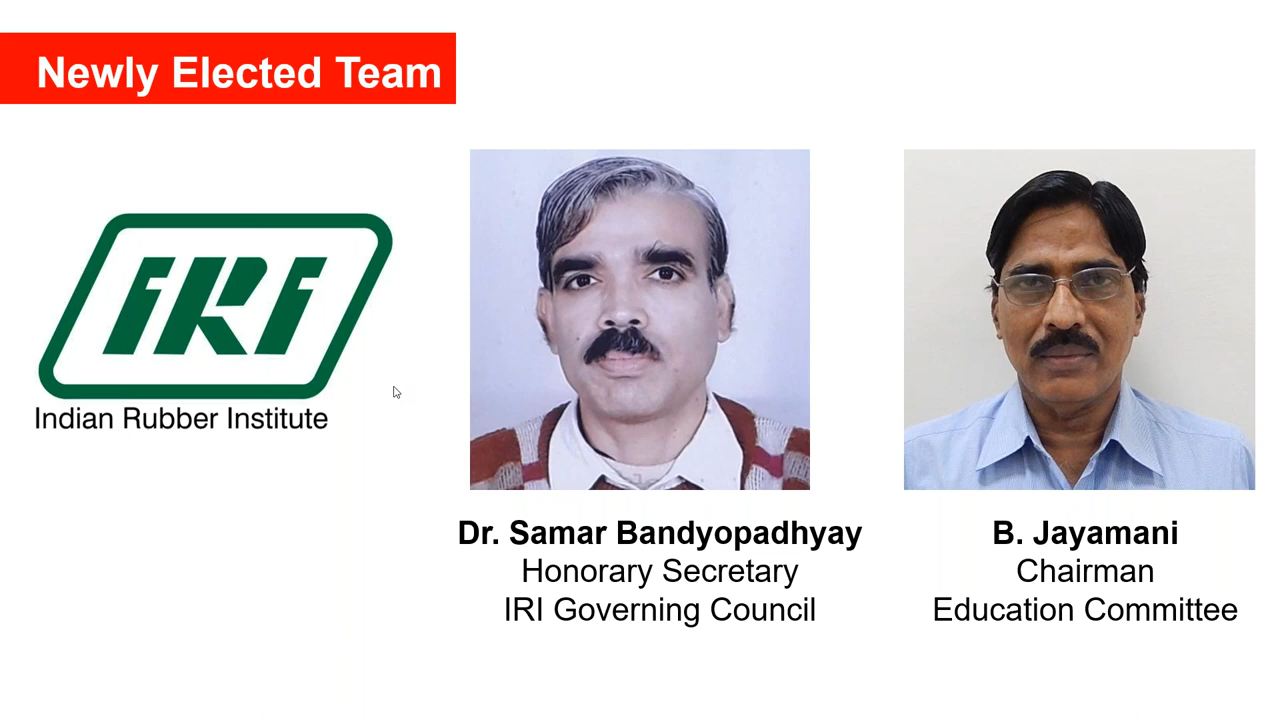 Newly Elected Team
IRI
Indian Rubber Institute
Dr. Samar Bandyopadhyay
Honorary Secretary
IRI Governing Council
B. Jayamani
Chairman
Education Committee